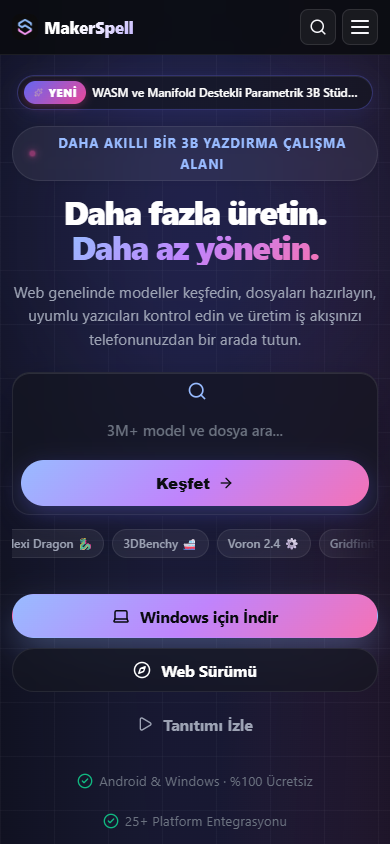 MakerSpell
YENİ WASM ve Manifold Destekli Parametrik 3B Stüd...
DAHA AKILLI BİR 3B YAZDIRMA ÇALIŞMA
ALANI
Daha fazla üretin.
Daha az yönetin.
Web genelinde modeller keşfedin, dosyaları hazırlayın,
uyumlu yazıcıları kontrol edin ve üretim iş akışınızı
telefonunuzdan bir arada tutun.
3M+ model ve dosya ara...
Keşfet →
lexi Dragon 🐉 3DBenchy 🚤 Voron 2.4 ⚙️ Gridfini
Windows için İndir
Web Sürümü
Tanıtımı İzle
Android & Windows · %100 Ücretsiz
25+ Platform Entegrasyonu